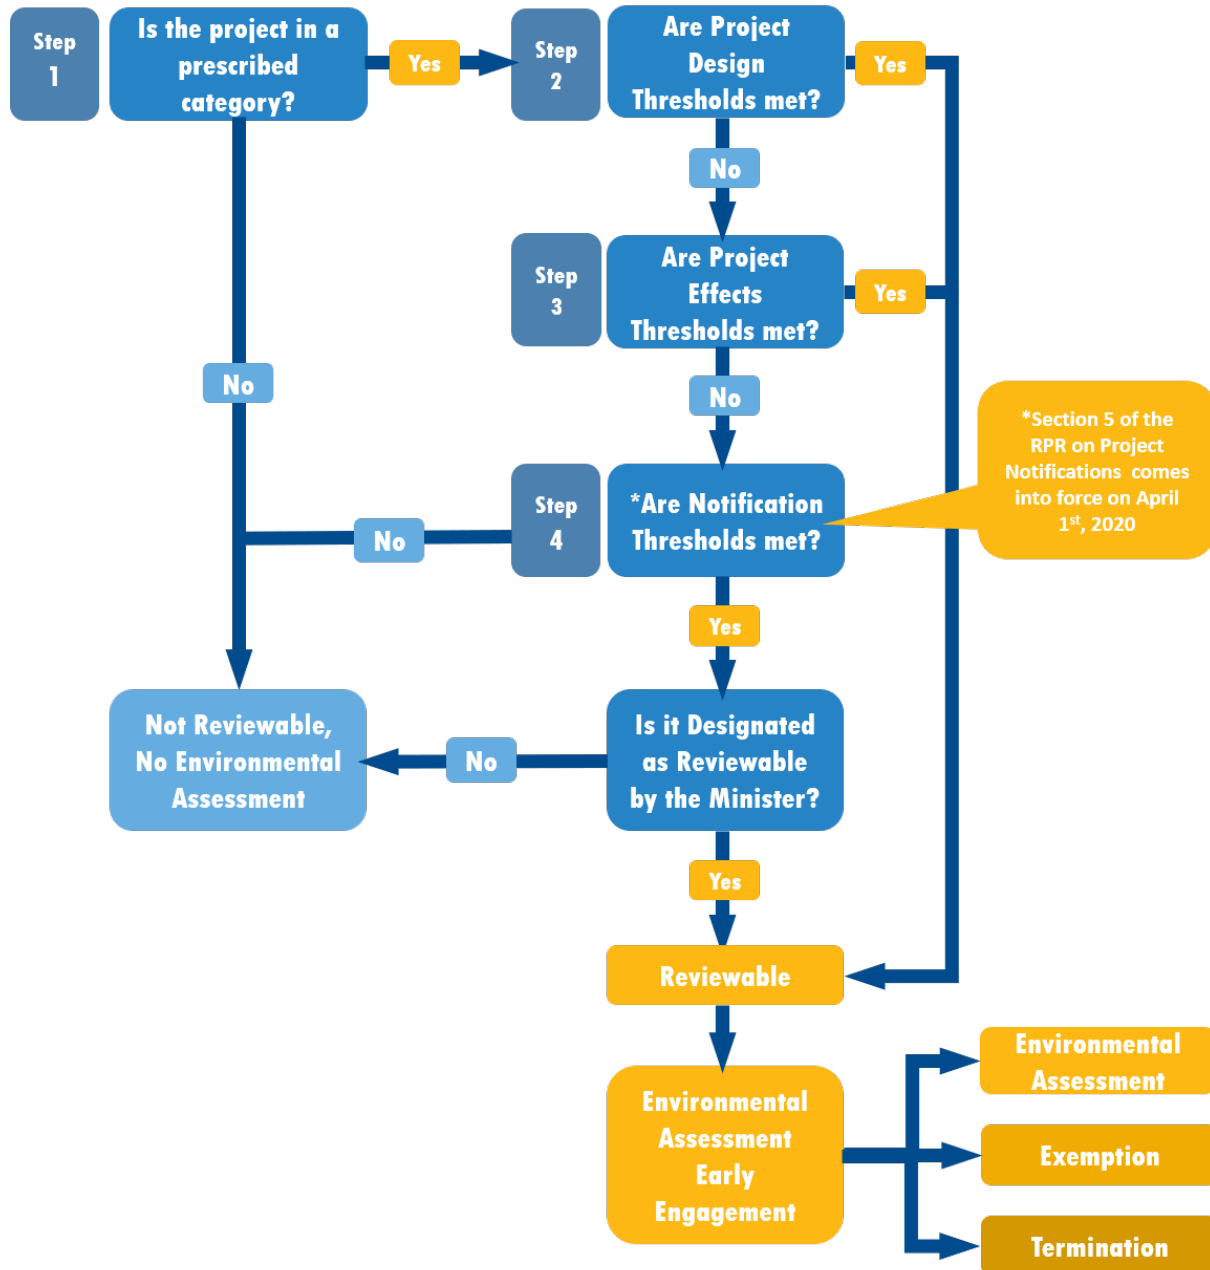 Step
1
Is the project in a
prescribed
category?
Yes
Step
2
Are Project
Design
Thresholds met?
Yes
No
Step
3
Are Project
Effects
Thresholds met?
Yes
No
No
*Section 5 of the
RPR on Project
Notifications comes
into force on April
1st, 2020
Step
4
*Are Notification
Thresholds met?
No
Yes
Not Reviewable,
No Environmental
Assessment
No
Is it Designated
as Reviewable
by the Minister?
Yes
Reviewable
Environmental
Assessment
Early
Engagement
Environmental
Assessment
Exemption
Termination